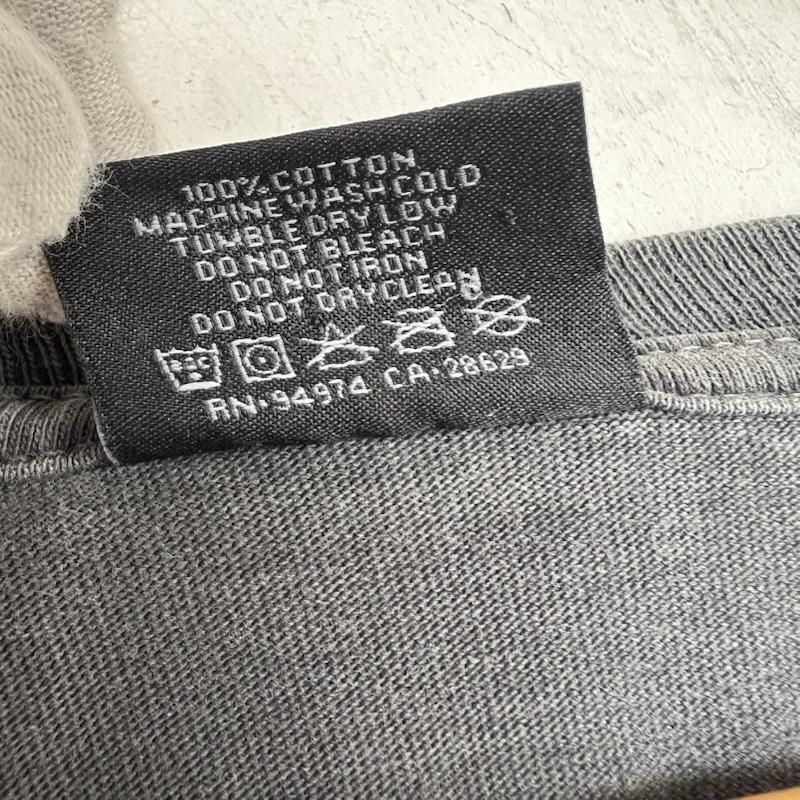 100% COTTON
MACHINE WASH COLD
TUMBLE DRY LOW
DO NOT BLEACH
DO NOT IRON
DO NOT DRYCLEAN
RN·94974 CA·28629